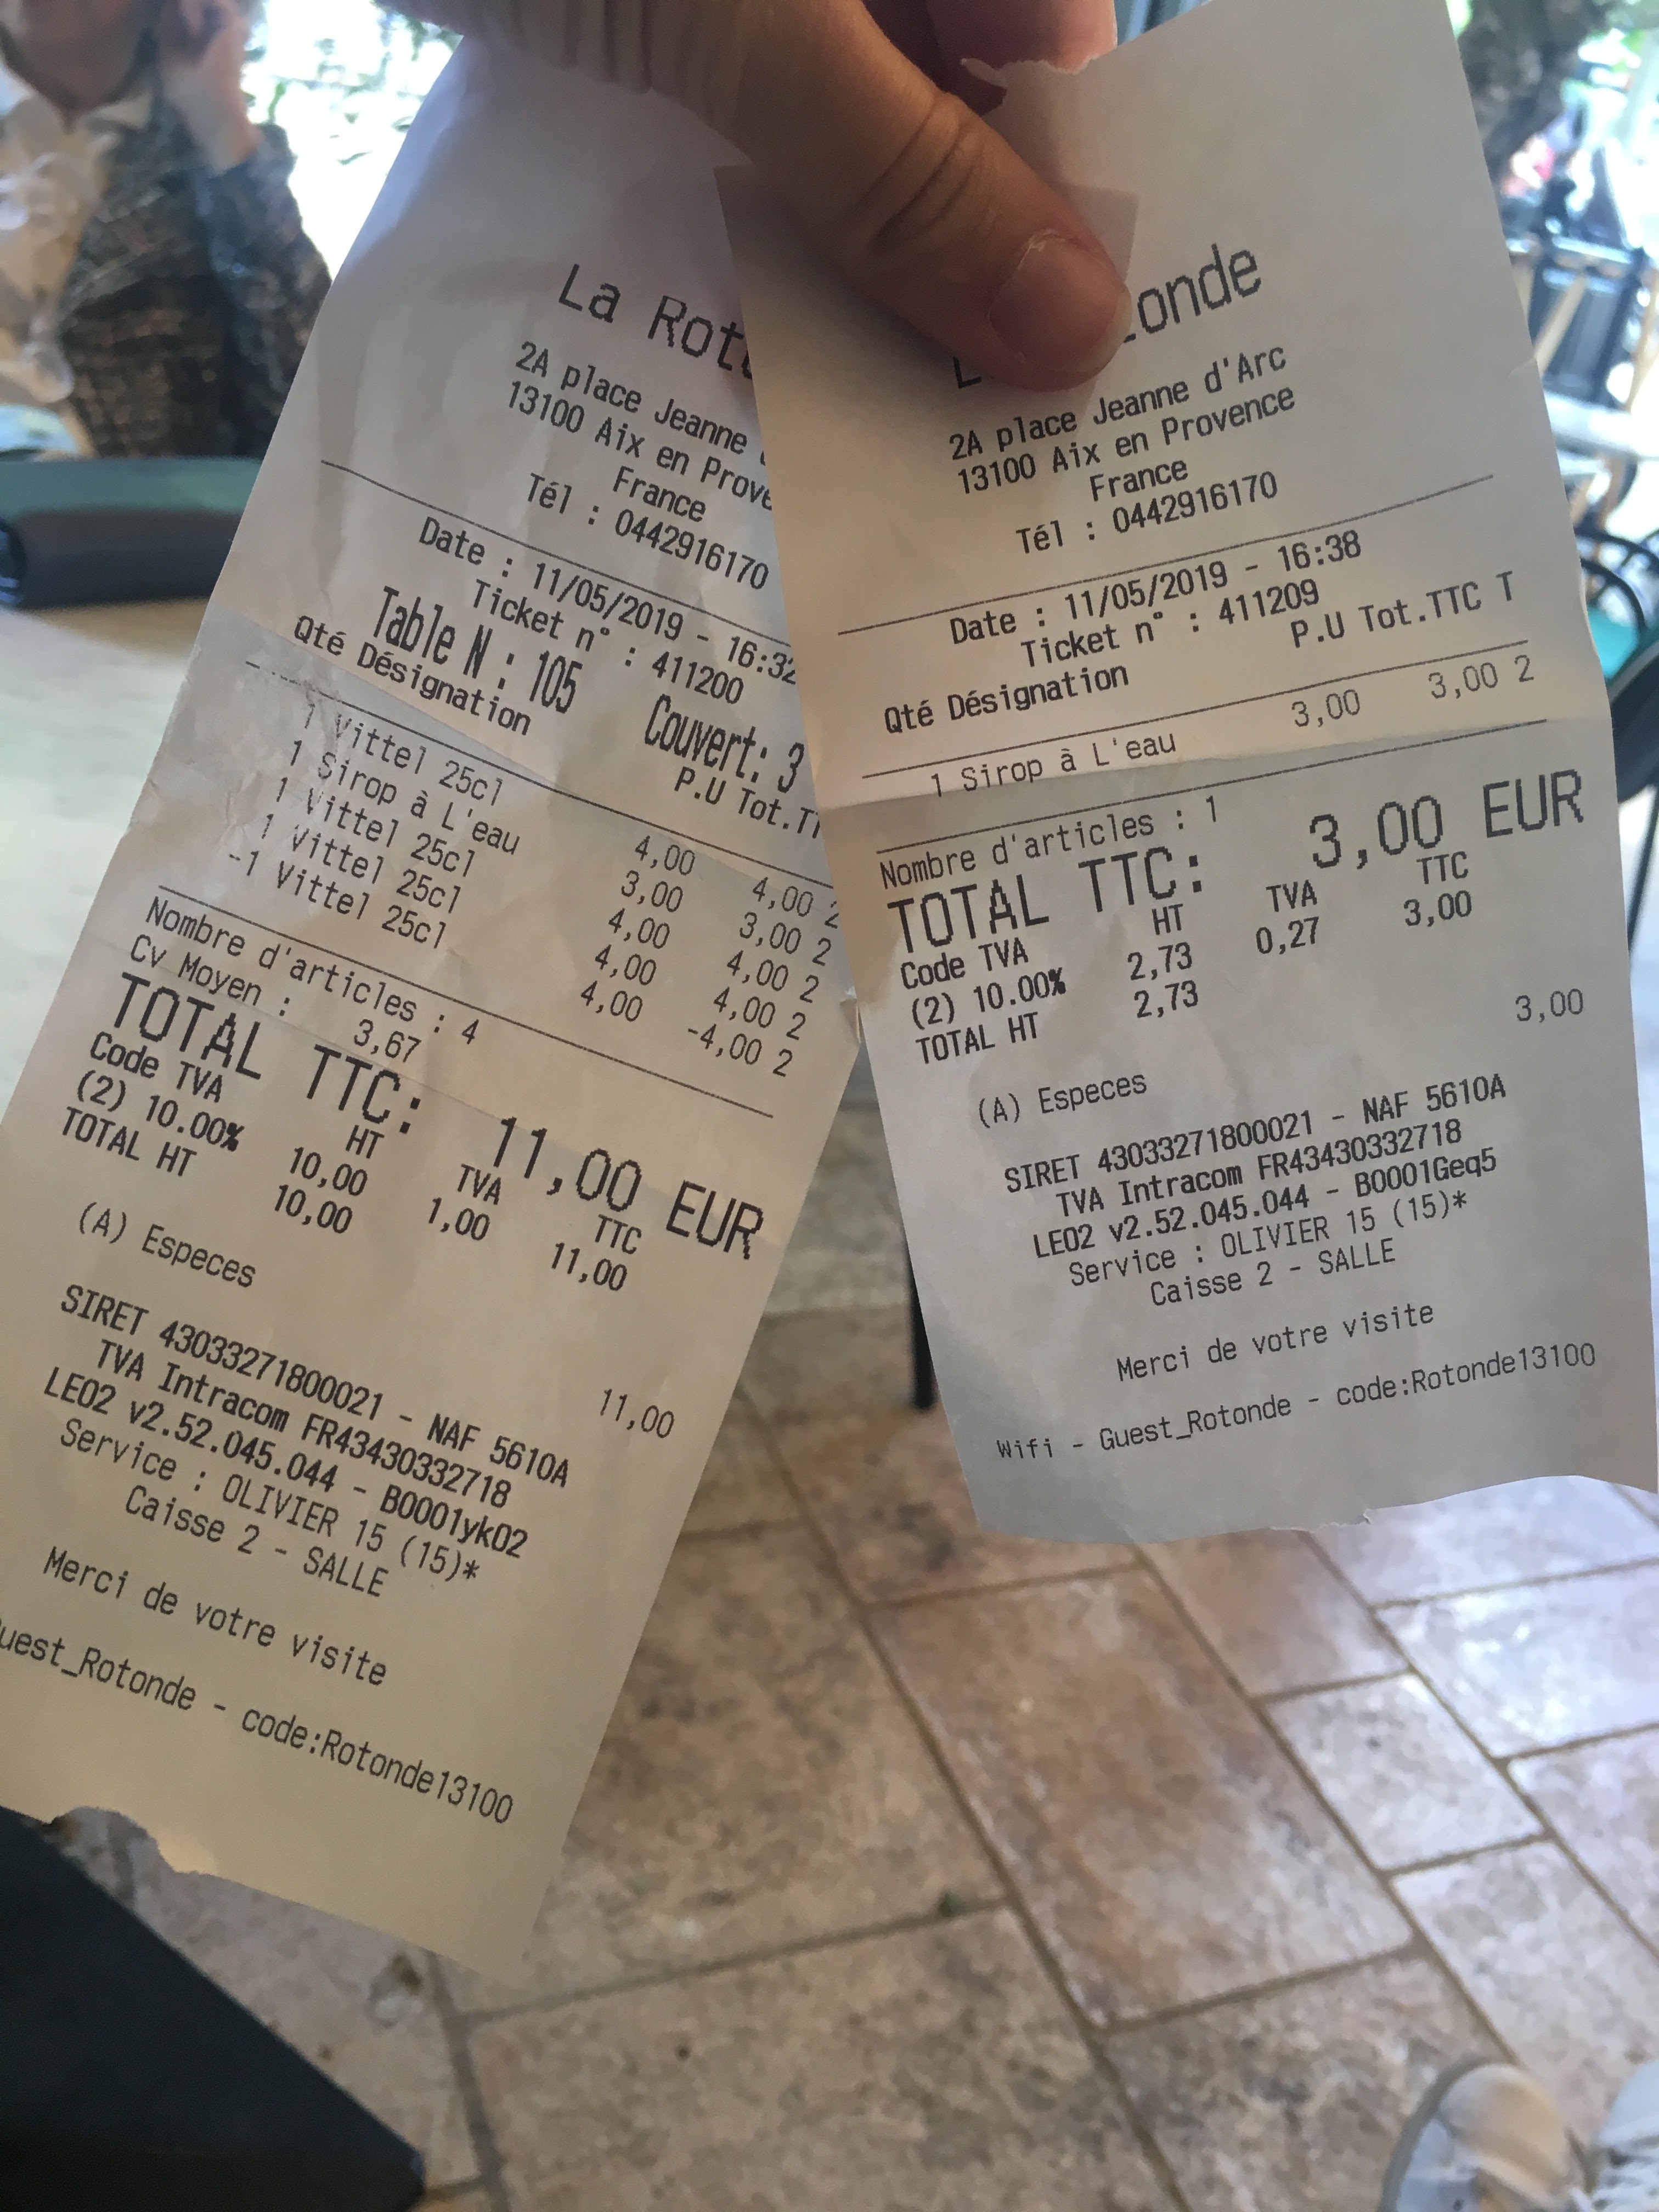 La Roto
2A place Jeanne
13100 Aix en Prove
France
Tél : 0442916170
Date : 11/05/2019 - 16:32
Ticket n° : 411200
Table N : 105 Couvert: 3
Qté Désignation P.U Tot.T
1 Vittel 25cl 4,00 4,00 2
1 Sirop à L'eau 3,00 3,00 2
1 Vittel 25cl 4,00 4,00 2
1 Vittel 25cl 4,00 4,00 2
-1 Vittel 25cl 4,00 -4,00 2
Nombre d'articles : 4
Cv Moyen : 3,67
TOTAL TTC: 11,00 EUR
Code TVA HT TVA TTC
(2) 10.00% 10,00 1,00 11,00
TOTAL HT 10,00
(A) Especes 11,00
SIRET 43033271800021 - NAF 5610A
TVA Intracom FR43430332718
LEO2 v2.52.045.044 - B0001yk02
Service : OLIVIER 15 (15)*
Caisse 2 - SALLE
Merci de votre visite
uest_Rotonde - code:Rotonde13100
L onde
2A place Jeanne d'Arc
13100 Aix en Provence
France
Tél : 0442916170
Date : 11/05/2019 - 16:38
Ticket n° : 411209
Qté Désignation P.U Tot.TTC T
1 Sirop à L'eau 3,00 3,00 2
Nombre d'articles : 1
TOTAL TTC: 3,00 EUR
Code TVA HT TVA TTC
(2) 10.00% 2,73 0,27 3,00
TOTAL HT 2,73
(A) Especes 3,00
SIRET 43033271800021 - NAF 5610A
TVA Intracom FR43430332718
LEO2 v2.52.045.044 - B0001Geq5
Service : OLIVIER 15 (15)*
Caisse 2 - SALLE
Merci de votre visite
Wifi - Guest_Rotonde - code:Rotonde13100